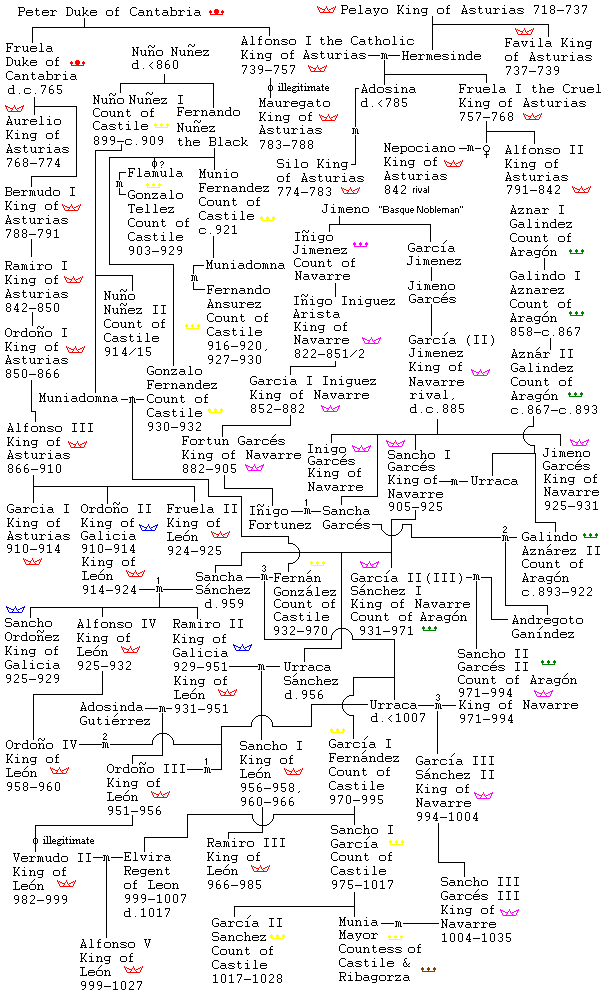 Peter Duke of Cantabria
Pelayo King of Asturias 718-737
Fruela
Duke of
Cantabria
d.c.765
Nuño Nuñez
d.<860
Alfonso I the Catholic
King of Asturias
739-757
m
Hermesinde
Favila King
of Asturias
737-739
Nuño Nuñez I
Count of
Castile
899-c.909
Fernando
Nuñez
the Black
illegitimate
Mauregato
King of
Asturias
783-788
Adosina
d.<785
m
Fruela I the Cruel
King of Asturias
757-768
Aurelio
King of
Asturias
768-774
?
Flamula
m
Gonzalo
Tellez
Count of
Castile
903-929
Munio
Fernandez
Count of
Castile
c.921
Silo King
of Asturias
774-783
Nepociano
King of
Asturias
842 rival
m
♀
Alfonso II
King of
Asturias
791-842
Bermudo I
King of
Asturias
788-791
Jimeno "Basque Nobleman"
Aznar I
Galindez
Count of
Aragón
Iñigo
Jimenez
Count of
Navarre
García
Jimenez
Ramiro I
King of
Asturias
842-850
Muniadomna
m
Fernando
Ansurez
Count of
Castile
916-920,
927-930
Nuño
Nuñez II
Count of
Castile
914/15
Iñigo Iniguez
Arista
King of
Navarre
822-851/2
Jimeno
Garcés
Galindo I
Aznarez
Count of
Aragón
858-c.867
Ordoño I
King of
Asturias
850-866
García (II)
Jimenez
King of
Navarre
rival,
d.c.885
Aznár II
Galindez
Count of
Aragón
c.867-c.893
Muniadomna
m
Gonzalo
Fernandez
Count of
Castile
930-932
Garcia I Iniguez
King of Navarre
852-882
Alfonso III
King of
Asturias
866-910
Fortun Garcés
King of Navarre
882-905
Inigo
Garcés
King of
Navarre
Sancho I
Garcés
King of
Navarre
905-925
m
Urraca
Jimeno
Garcés
King of
Navarre
925-931
Garcia I
King of
Asturias
910-914
Ordoño II
King of
Galicia
910-914
King of
León
914-924
Fruela II
King of
León
924-925
Iñigo
Fortunez
1
m
Sancha
Garcés
2
m
Galindo
Aznárez II
Count of
Aragón
c.893-922
1
m
Sancha
Sánchez
d.959
3
m
Fernán
González
Count of
Castile
932-970
García II(III)
Sánchez I
King of Navarre
Count of Aragón
931-971
m
Andregoto
Ganíndez
Sancho
Ordoñez
King of
Galicia
925-929
Alfonso IV
King of
León
925-932
Ramiro II
King of
Galicia
929-951
King of
León
931-951
m
Urraca
Sánchez
d.956
Sancho II
Garcés II
Count of Aragón
971-994
King of Navarre
971-994
Adosinda
Gutiérrez
m
Urraca
d.<1007
3
m
Ordoño IV
King of
León
958-960
2
m
Ordoño III
King of
León
951-956
1
m
Sancho I
King of
León
956-958,
960-966
García I
Fernandez
Count of
Castile
970-995
García III
Sánchez II
King of
Navarre
994-1004
illegitimate
Vermudo II
King of
León
982-999
m
Elvira
Regent
of Leon
999-1007
d.1017
Ramiro III
King of
León
966-985
Sancho I
García
Count of
Castile
975-1017
Sancho III
Garcés III
King of
Navarre
1004-1035
Alfonso V
King of
León
999-1027
García II
Sanchez
Count of
Castile
1017-1028
Munia
Mayor
Countess of
Castile &
Ribagorza
m